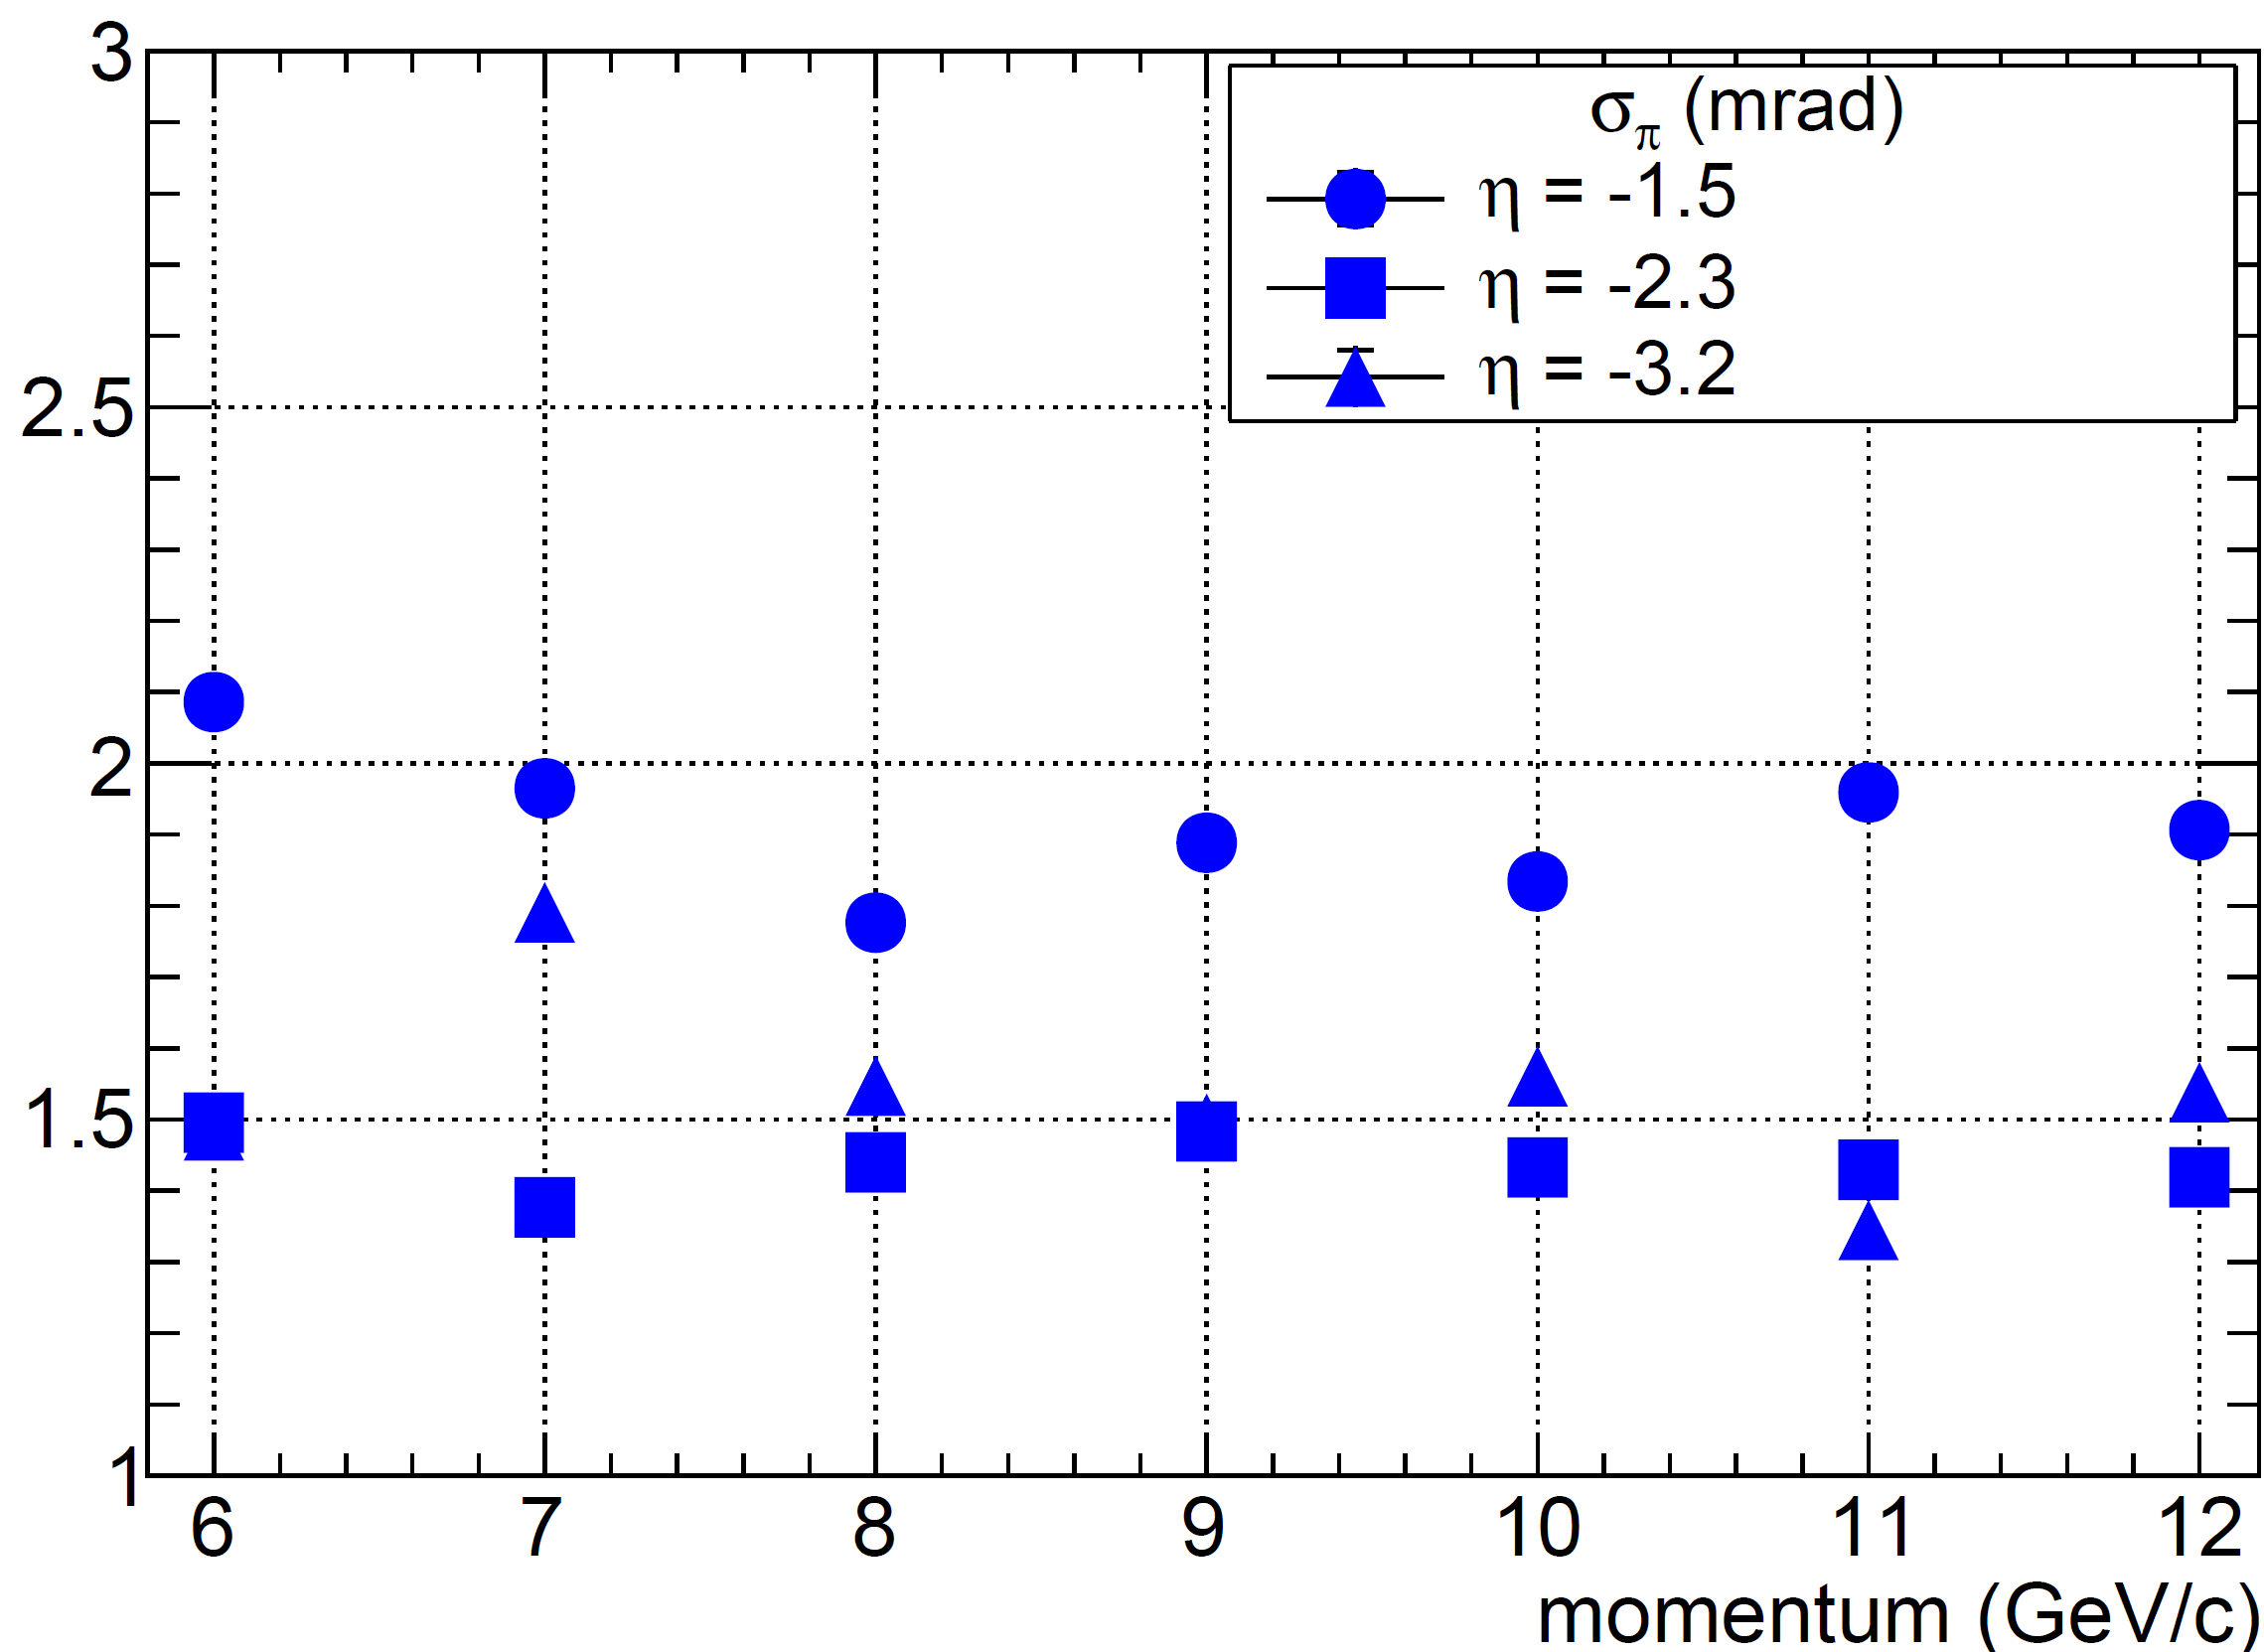 3
2.5
2
1.5
1
σπ (mrad)
η = -1.5
η = -2.3
η = -3.2
6 7 8 9 10 11 12
momentum (GeV/c)